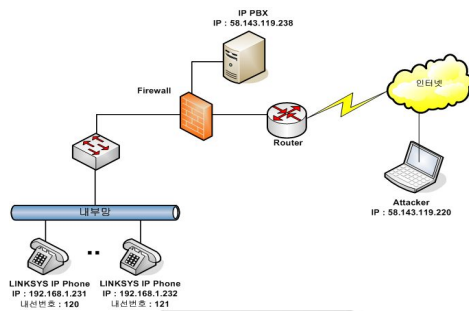 IP PBX
IP : 58.143.119.238
Firewall
인터넷
Router
Attacker
IP : 58.143.119.220
내부망
LINKSYS IP Phone
IP : 192.168.1.231
내선번호 : 120
LINKSYS IP Phone
IP : 192.168.1.232
내선번호 : 121